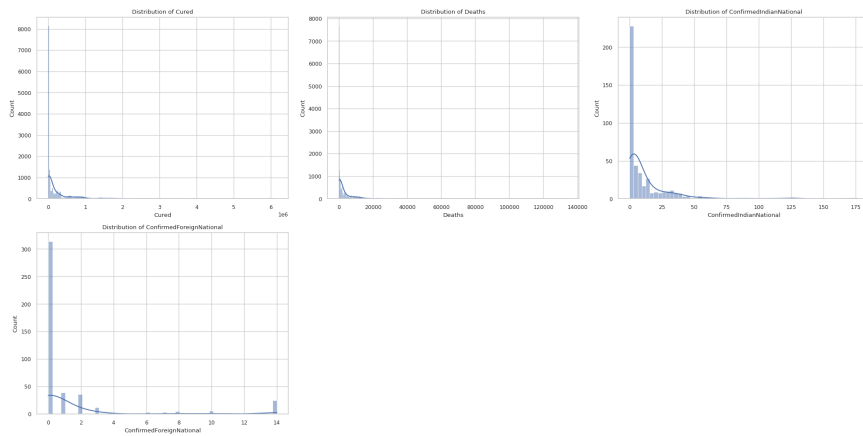 Distribution of Cured
Count
8000
7000
6000
5000
4000
3000
2000
1000
0
0 1 2 3 4 5 6
1e6
Cured
Distribution of Deaths
Count
8000
7000
6000
5000
4000
3000
2000
1000
0
0 20000 40000 60000 80000 100000 120000 140000
Deaths
Distribution of ConfirmedIndianNational
Count
200
150
100
50
0
0 25 50 75 100 125 150 175
ConfirmedIndianNational
Distribution of ConfirmedForeignNational
Count
300
250
200
150
100
50
0
0 2 4 6 8 10 12 14
ConfirmedForeignNational